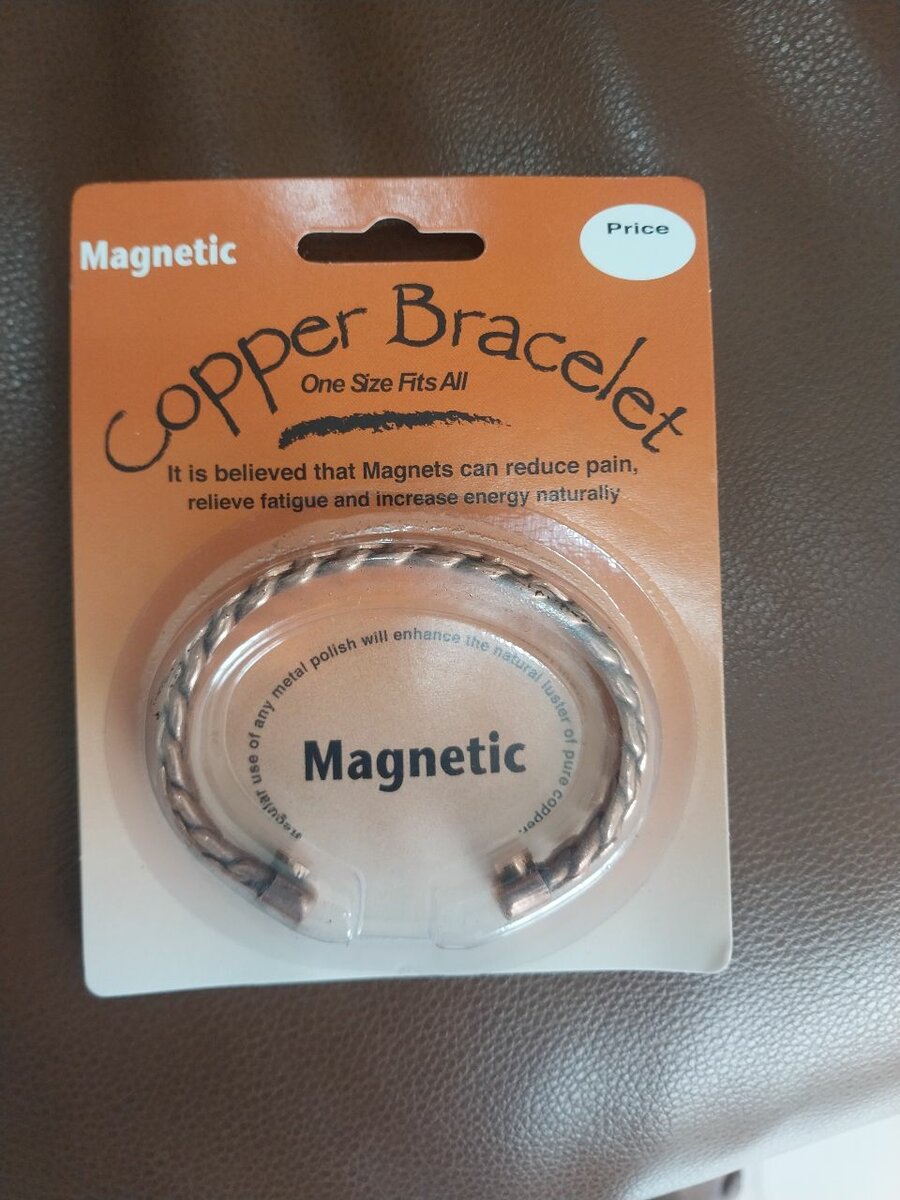 Magnetic
Price
Copper Bracelet
One Size Fits All
It is believed that Magnets can reduce pain,
relieve fatigue and increase energy naturally
Regular use of any metal polish will enhance the natural luster of pure copper.
Magnetic